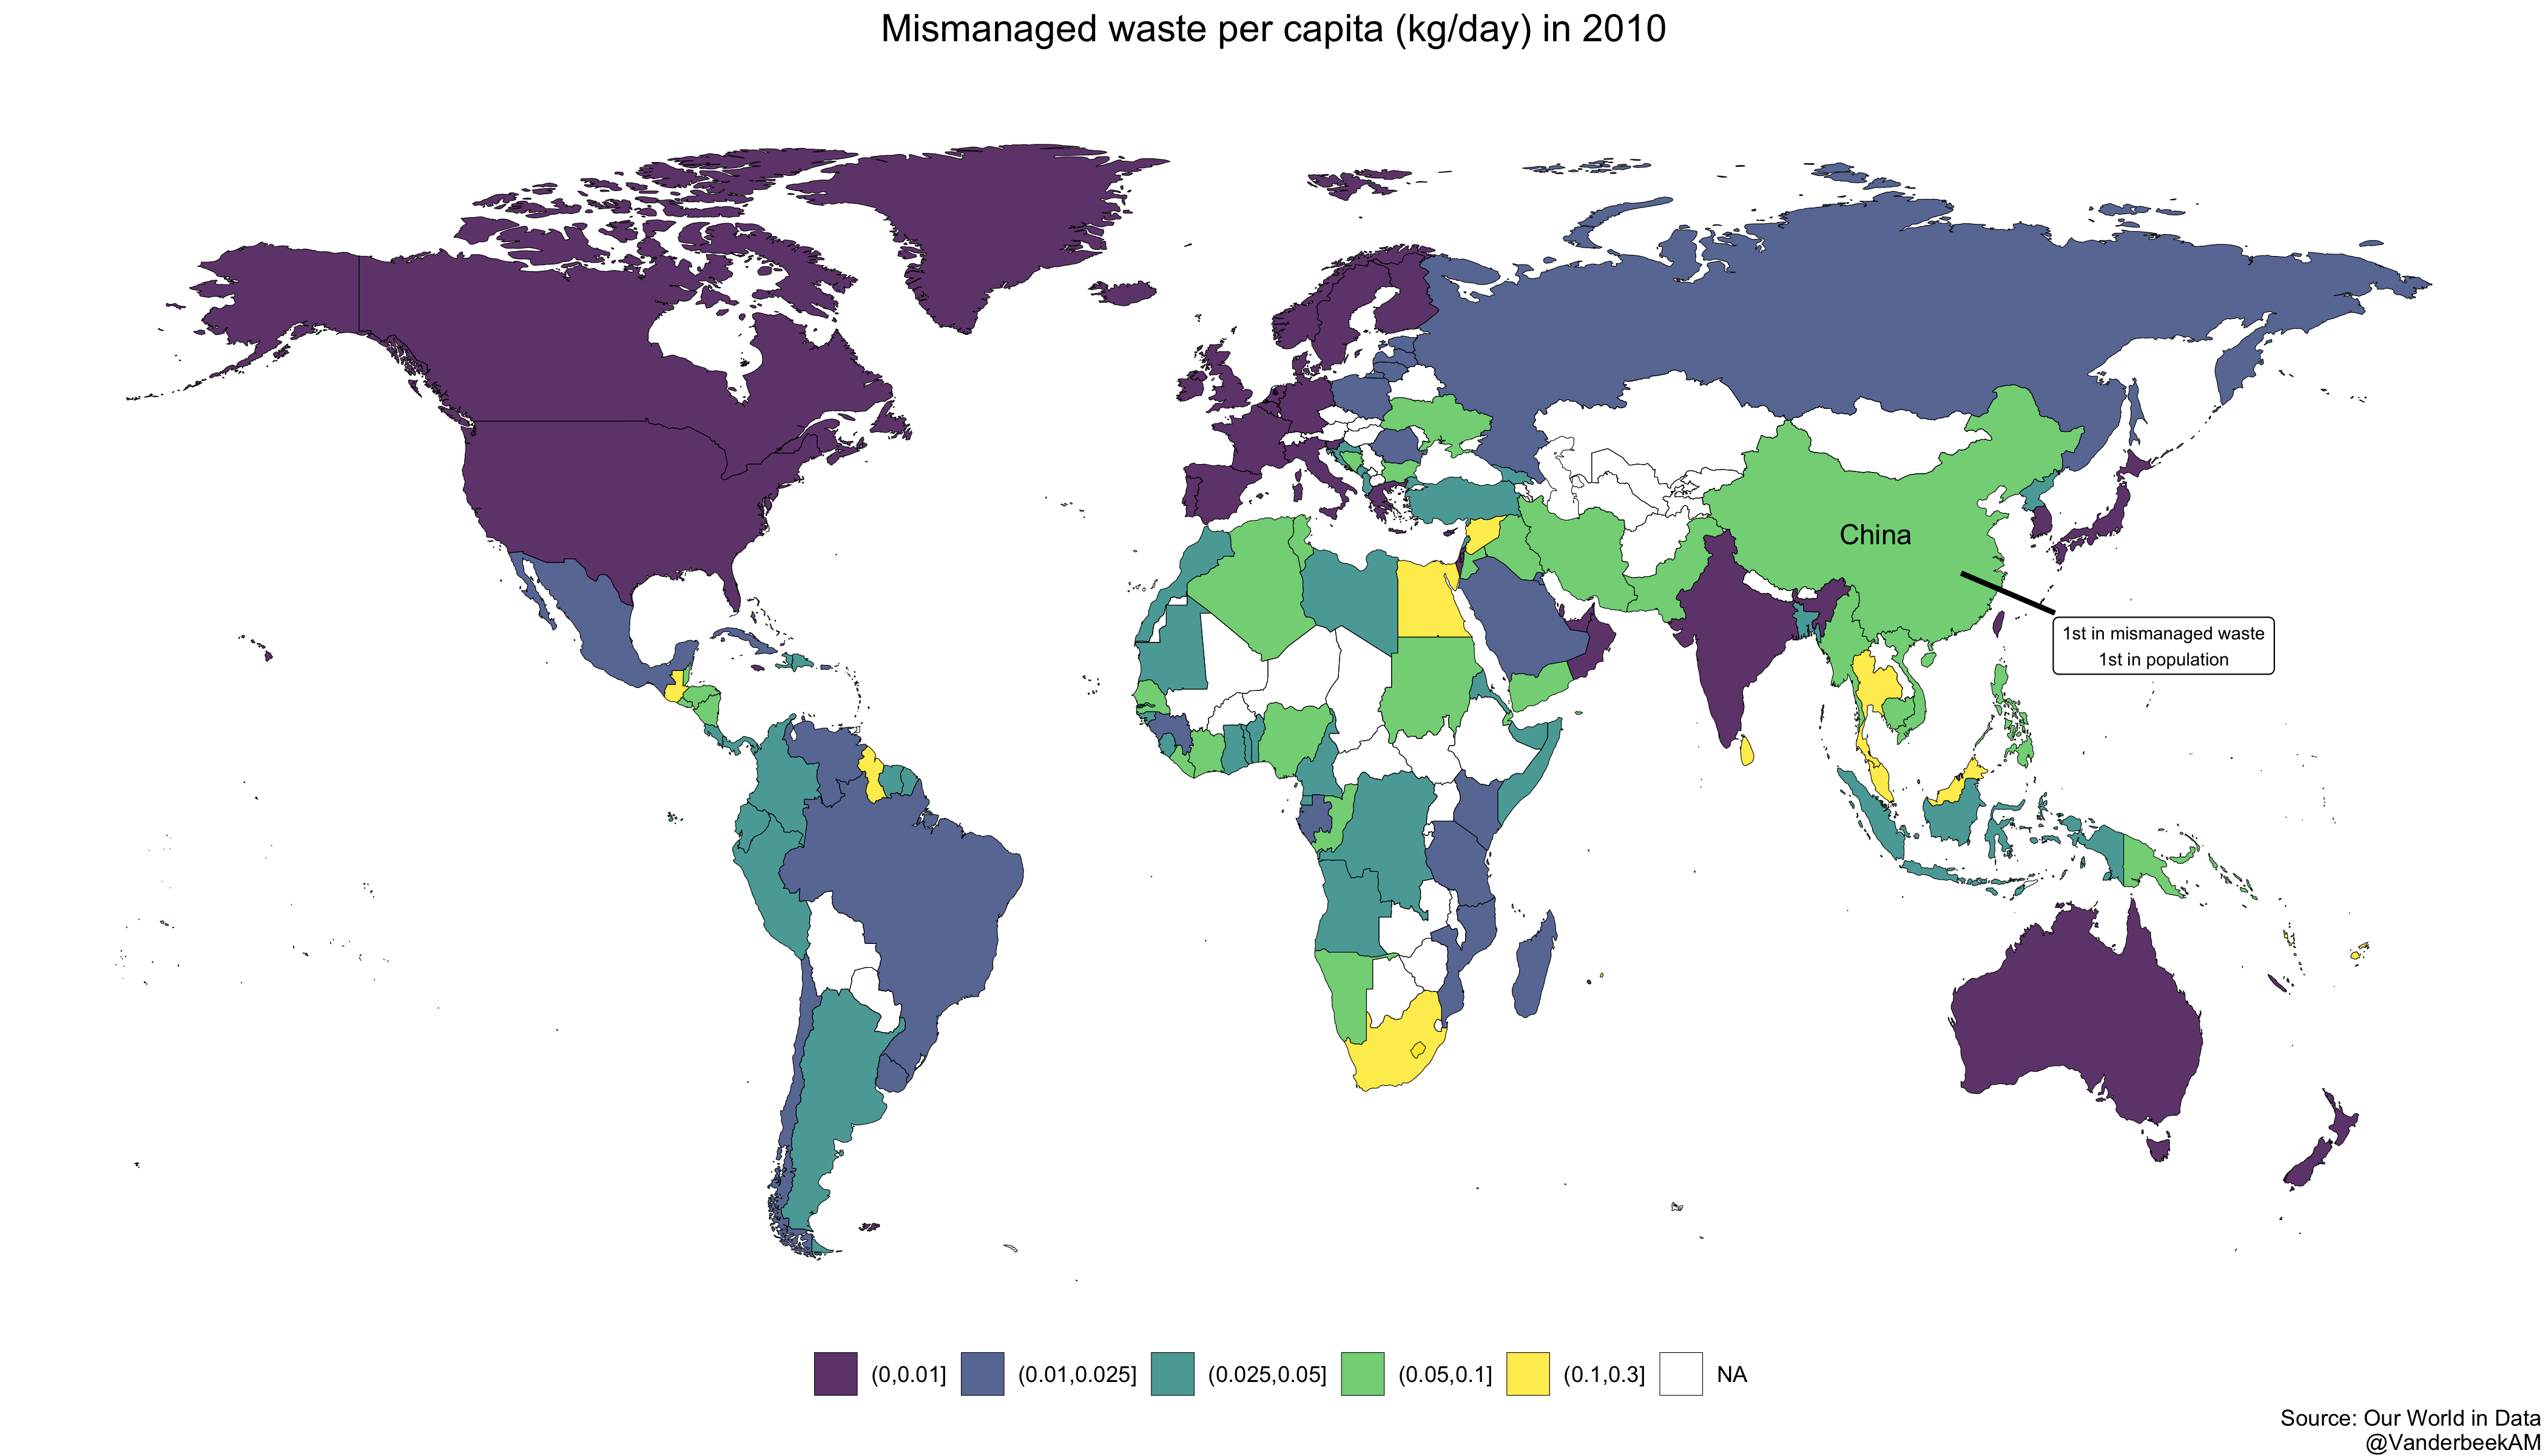 Mismanaged waste per capita (kg/day) in 2010
China
1st in mismanaged waste
1st in population
(0,0.01] (0.01,0.025] (0.025,0.05] (0.05,0.1] (0.1,0.3] NA
Source: Our World in Data
@VanderbeekAM